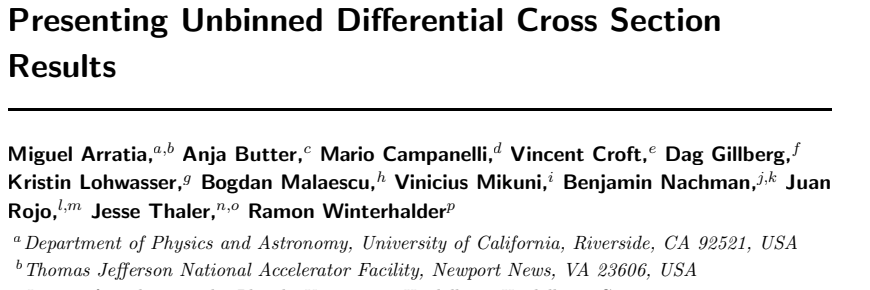 Presenting Unbinned Differential Cross Section
Results
Miguel Arratia,a,b Anja Butter,c Mario Campanelli,d Vincent Croft,e Dag Gillberg,f
Kristin Lohwasser,g Bogdan Malaescu,h Vinicius Mikuni,i Benjamin Nachman,j,k Juan
Rojo,l,m Jesse Thaler,n,o Ramon Winterhalderp
a Department of Physics and Astronomy, University of California, Riverside, CA 92521, USA
b Thomas Jefferson National Accelerator Facility, Newport News, VA 23606, USA